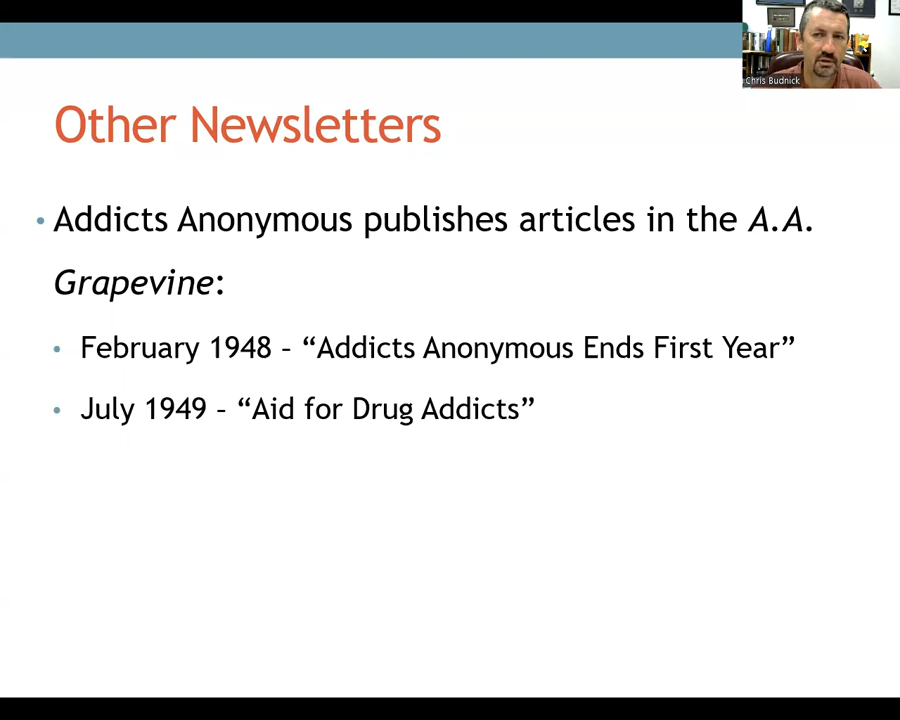 Chris Budnick
Other Newsletters
• Addicts Anonymous publishes articles in the A.A.
Grapevine:
• February 1948 – “Addicts Anonymous Ends First Year”
• July 1949 – “Aid for Drug Addicts”